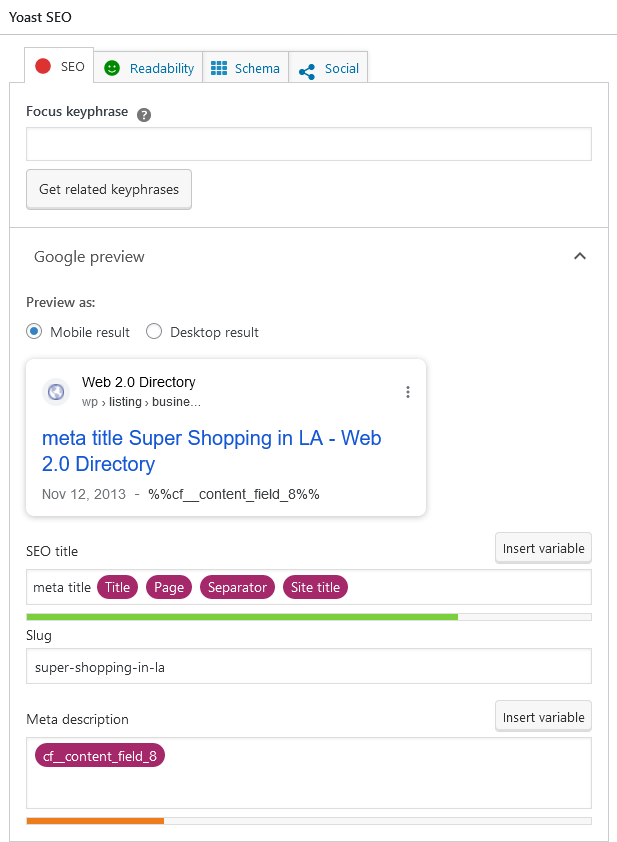 Yoast SEO
SEO Readability Schema Social
Focus keyphrase ?
Get related keyphrases
Google preview
Preview as:
Mobile result Desktop result
Web 2.0 Directory
wp › listing › busine...
meta title Super Shopping in LA - Web
2.0 Directory
Nov 12, 2013 - %%cf__content_field_8%%
SEO title Insert variable
meta title Title Page Separator Site title
Slug
super-shopping-in-la
Meta description Insert variable
cf__content_field_8